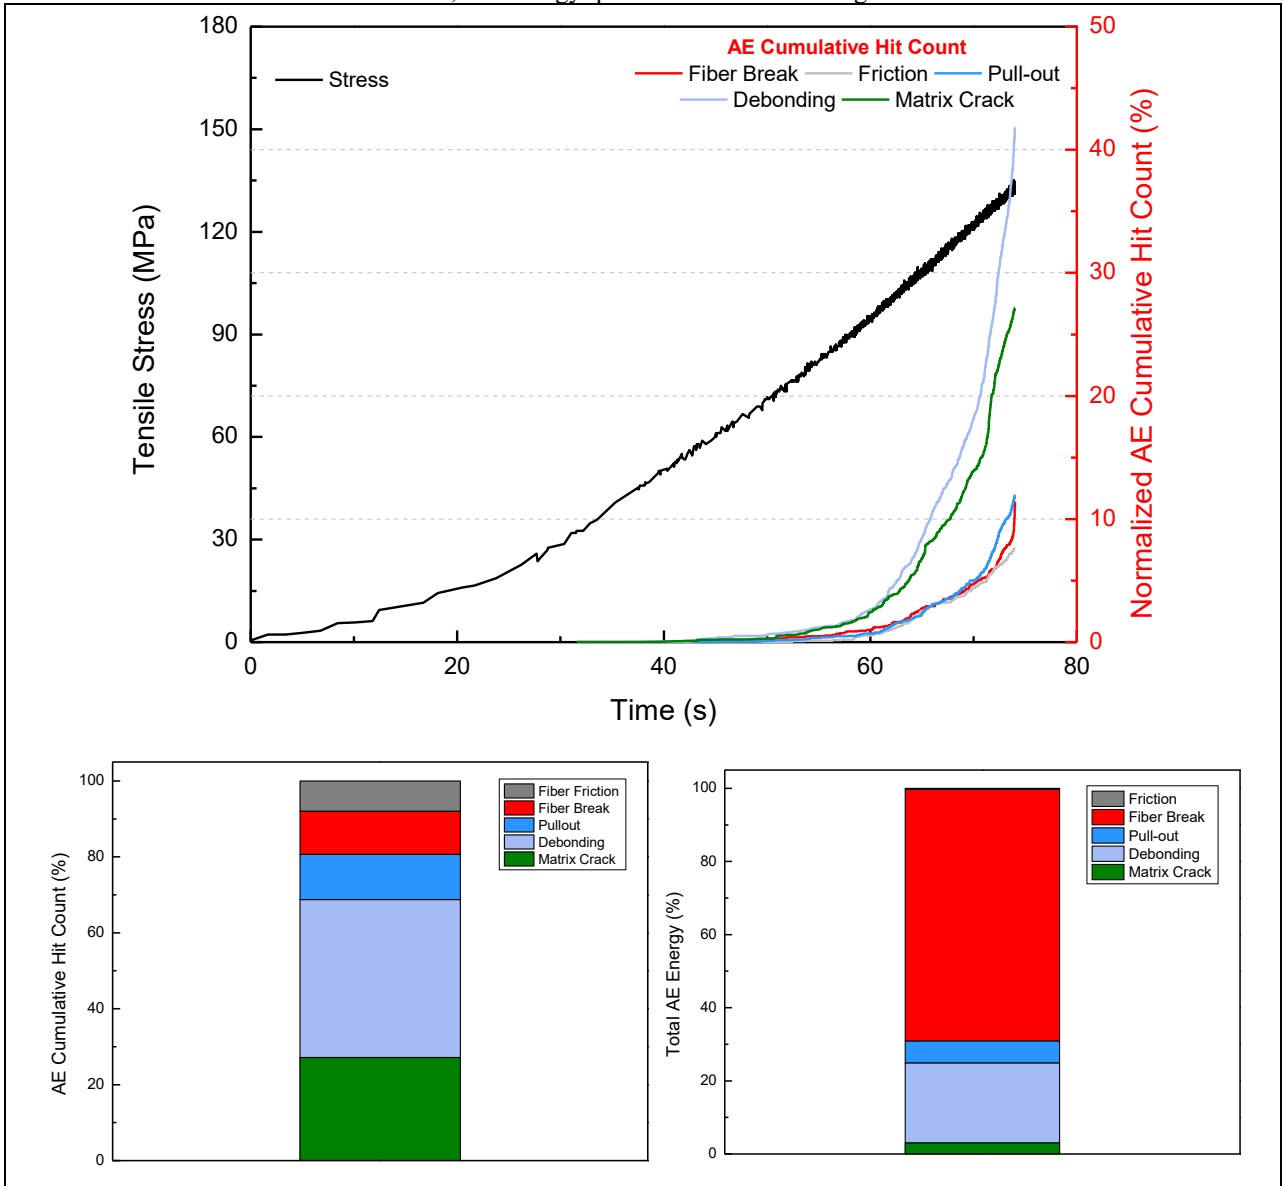 180
50
AE Cumulative Hit Count
Stress
Fiber Break
Friction
Pull-out
Debonding
Matrix Crack
150
40
120
30
90
20
60
10
30
0
0
0
20
40
60
80
Tensile Stress (MPa)
Normalized AE Cumulative Hit Count (%)
Time (s)
100
80
60
40
20
0
AE Cumulative Hit Count (%)
Fiber Friction
Fiber Break
Pullout
Debonding
Matrix Crack
100
80
60
40
20
0
Total AE Energy (%)
Friction
Fiber Break
Pull-out
Debonding
Matrix Crack